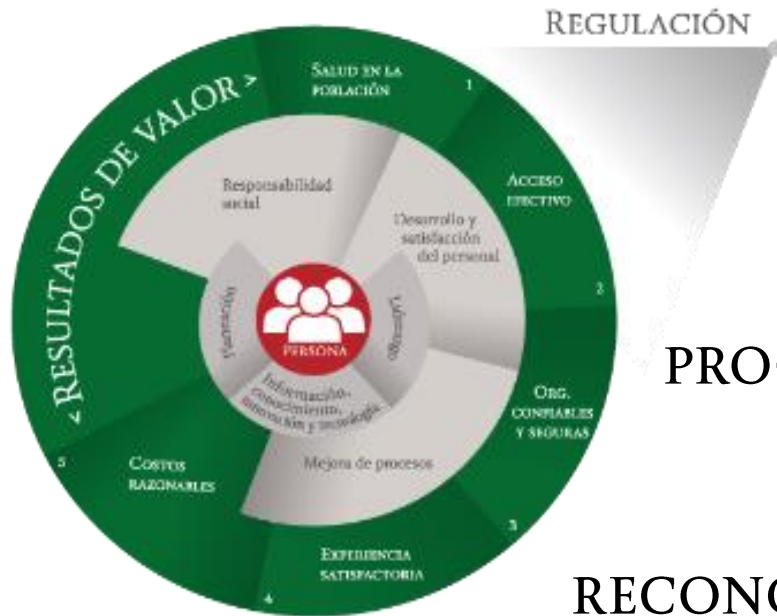 REGULACIÓN
SALUD EN LA
POBLACIÓN
1
< RESULTADOS DE VALOR >
Responsabilidad
social
ACCESO
EFECTIVO
Desarrollo y
satisfacción
del personal
2
Planeación
Liderazgo
PERSONA
PRO
Información,
conocimiento,
innovación y tecnología
ORG.
CONFIABLES
Y SEGURAS
5
COSTOS
RAZONABLES
Mejora de procesos
3
EXPERIENCIA
SATISFACTORIA
4
RECONO